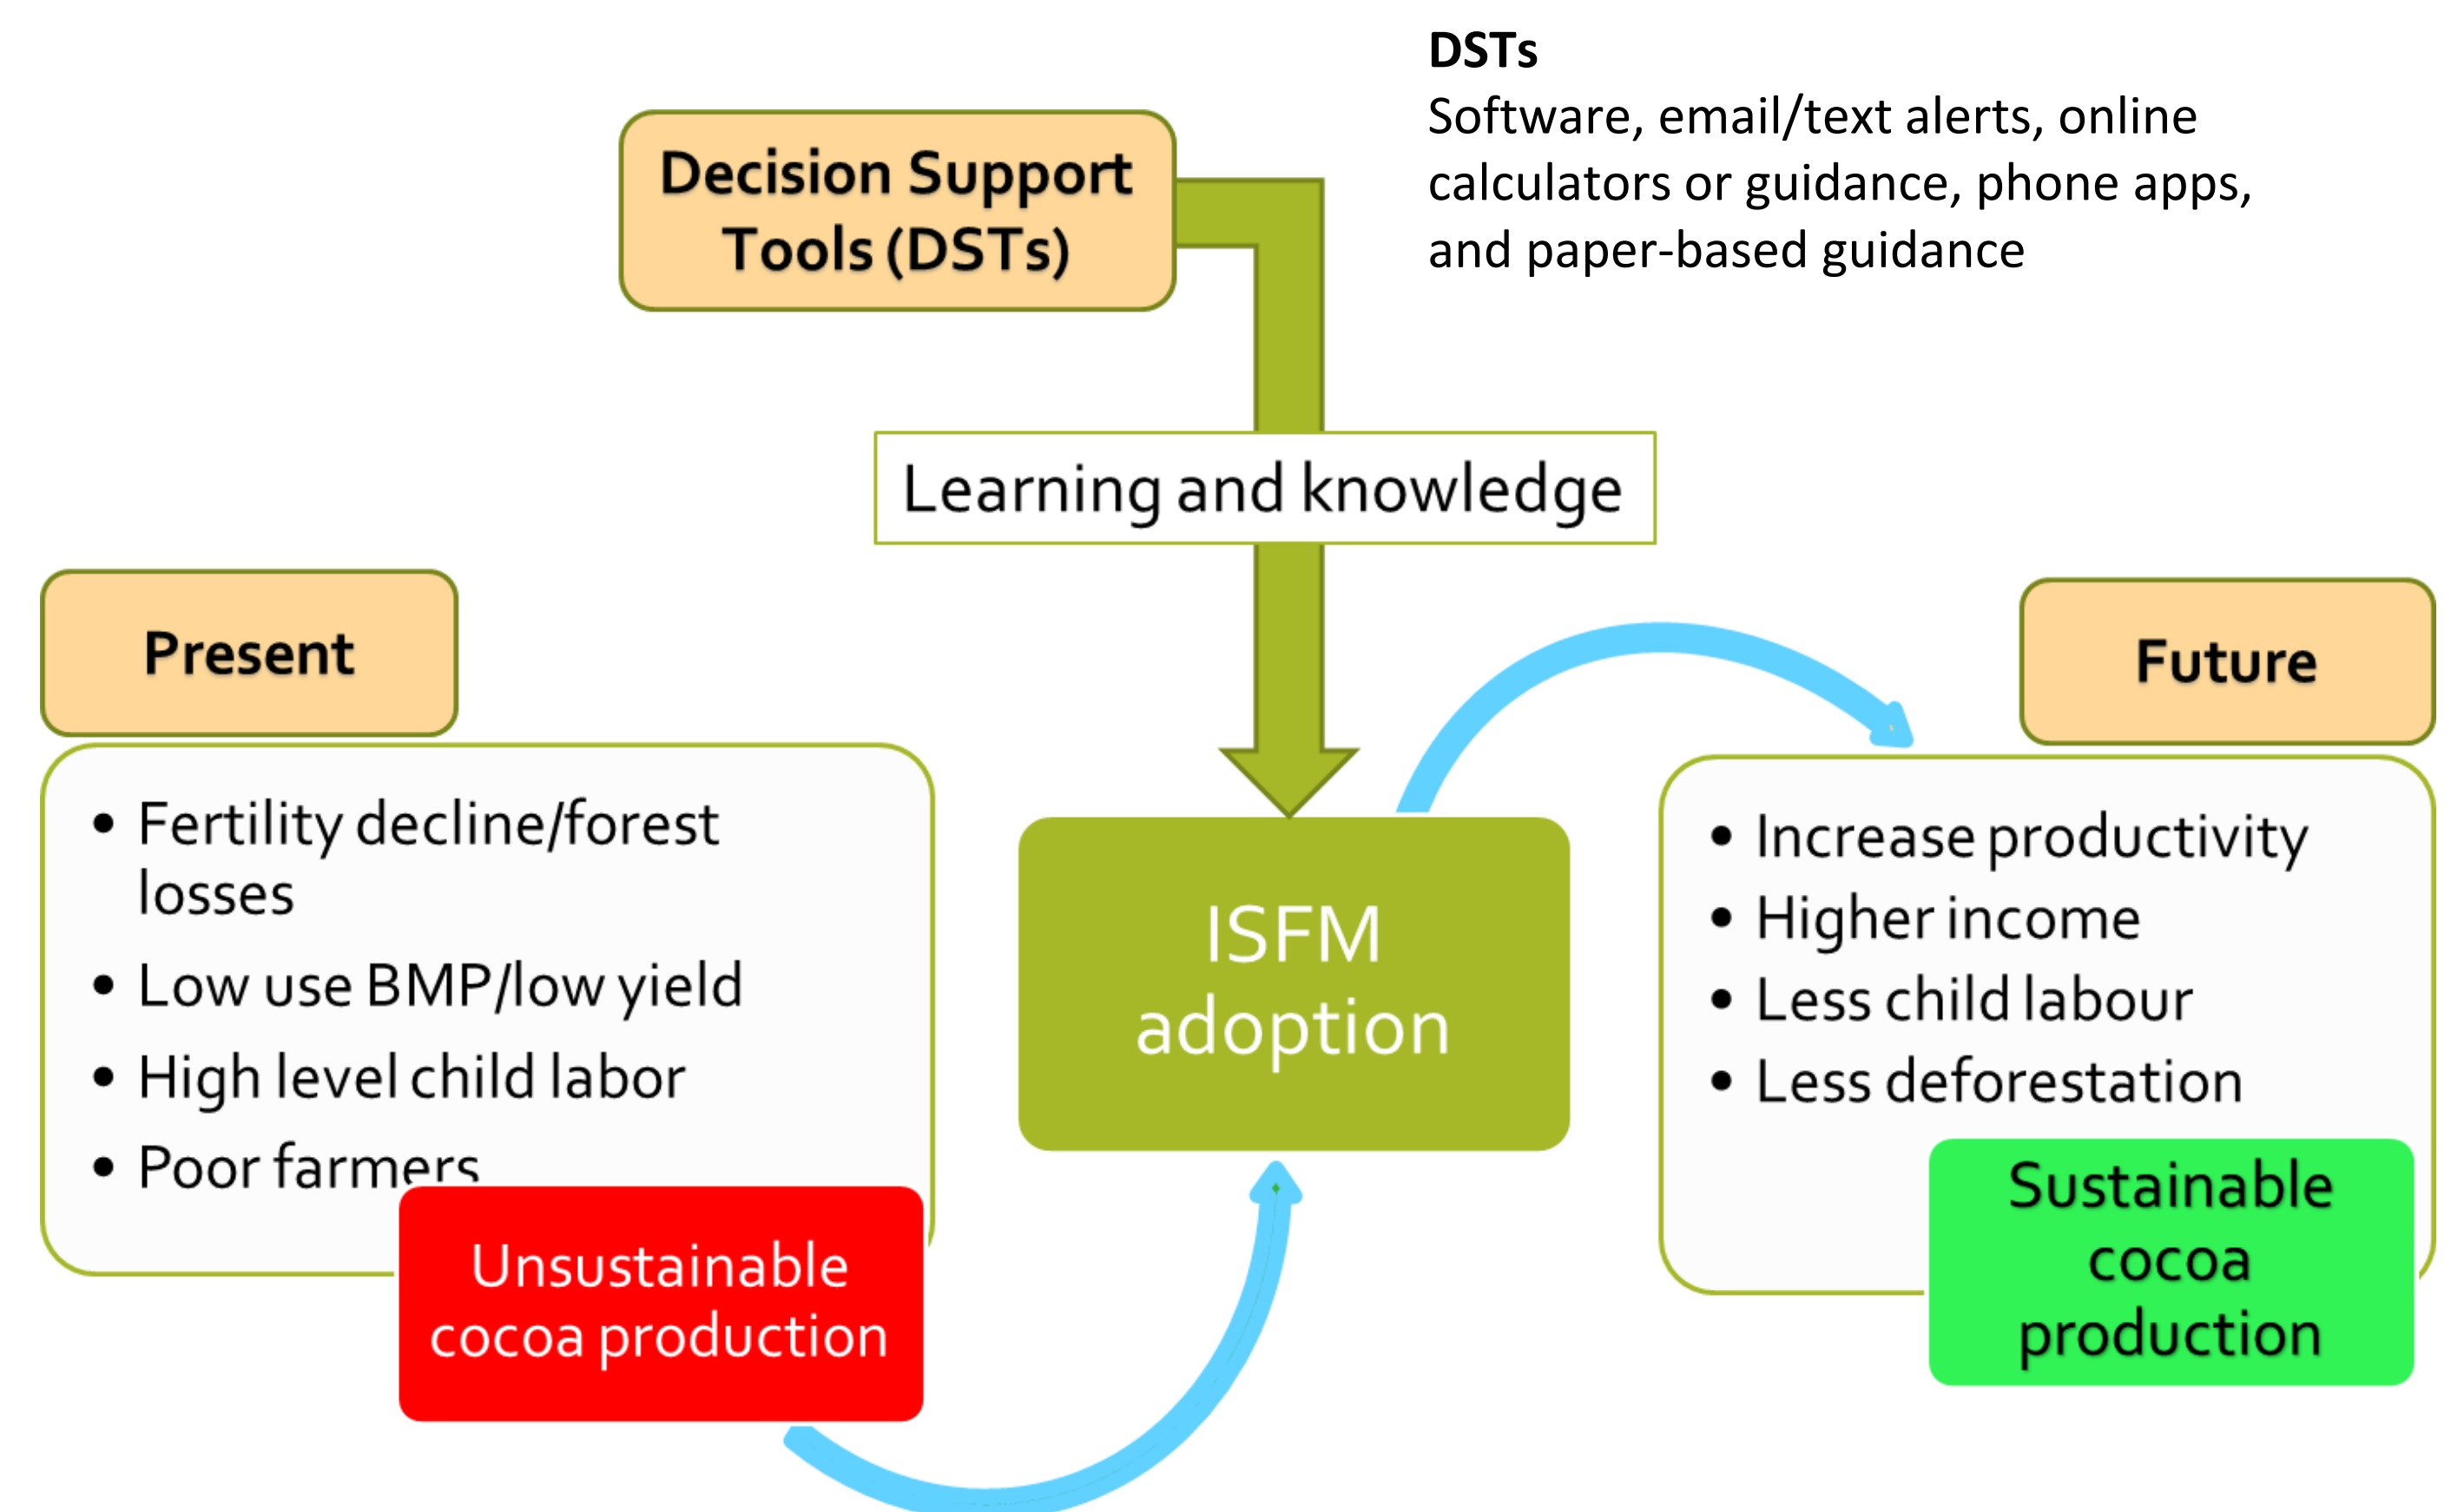 DSTs
Software, email/text alerts, online
calculators or guidance, phone apps,
and paper-based guidance
Decision Support
Tools (DSTs)
Learning and knowledge
Present
Fertility decline/forest
losses
Low use BMP/low yield
High level child labor
Poor farmers
Unsustainable
cocoa production
ISFM
adoption
Future
Increase productivity
Higher income
Less child labour
Less deforestation
Sustainable
cocoa
production